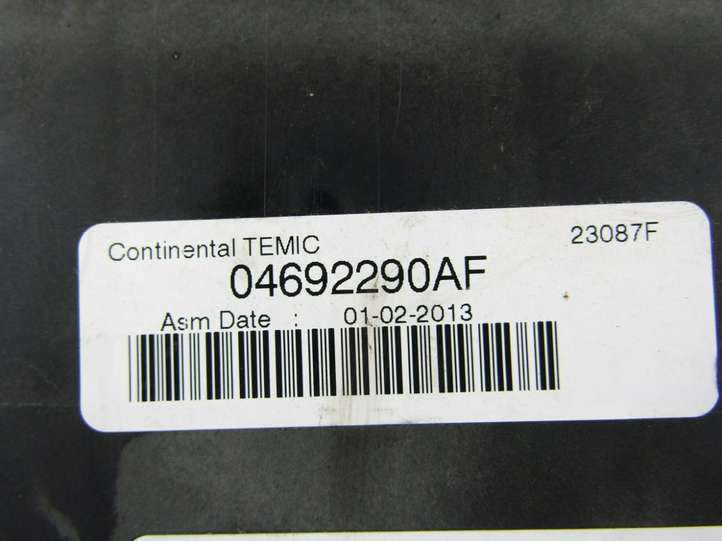 Continental TEMIC 23087F
04692290AF
Asm Date : 01-02-2013